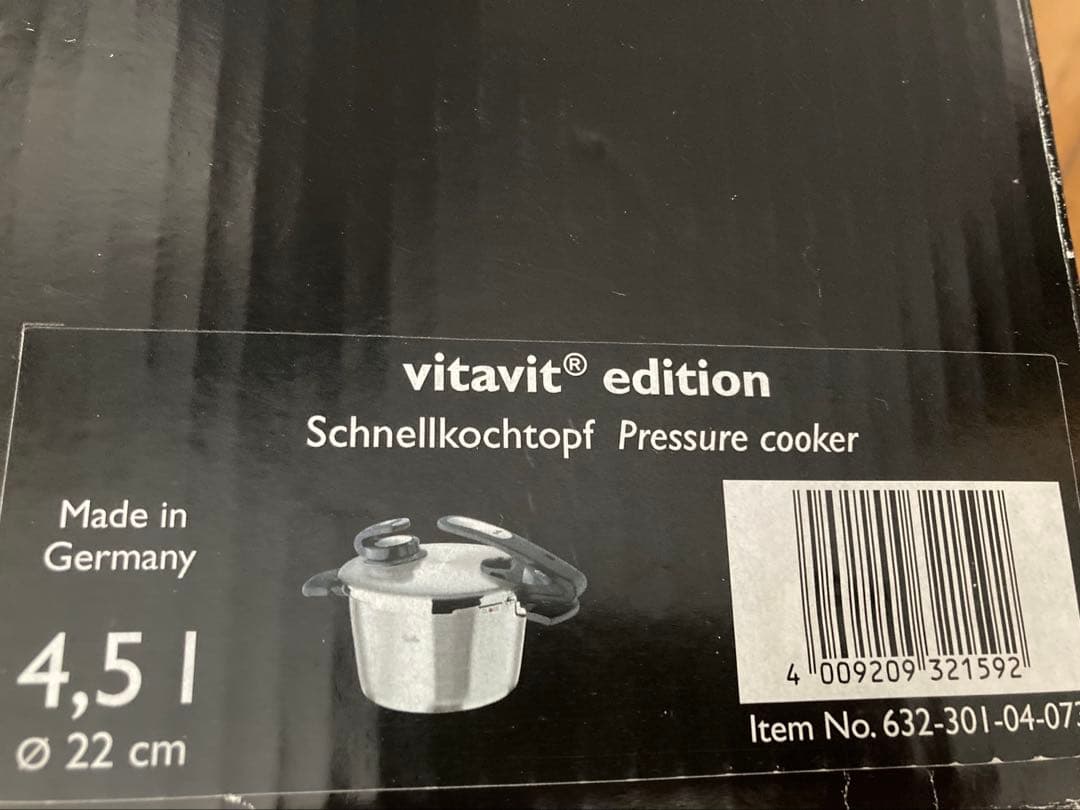 vitavit® edition
Schnellkochtopf Pressure cooker
Made in
Germany
4,5 l
Ø 22 cm
4 009209 321592
Item No. 632-301-04-073